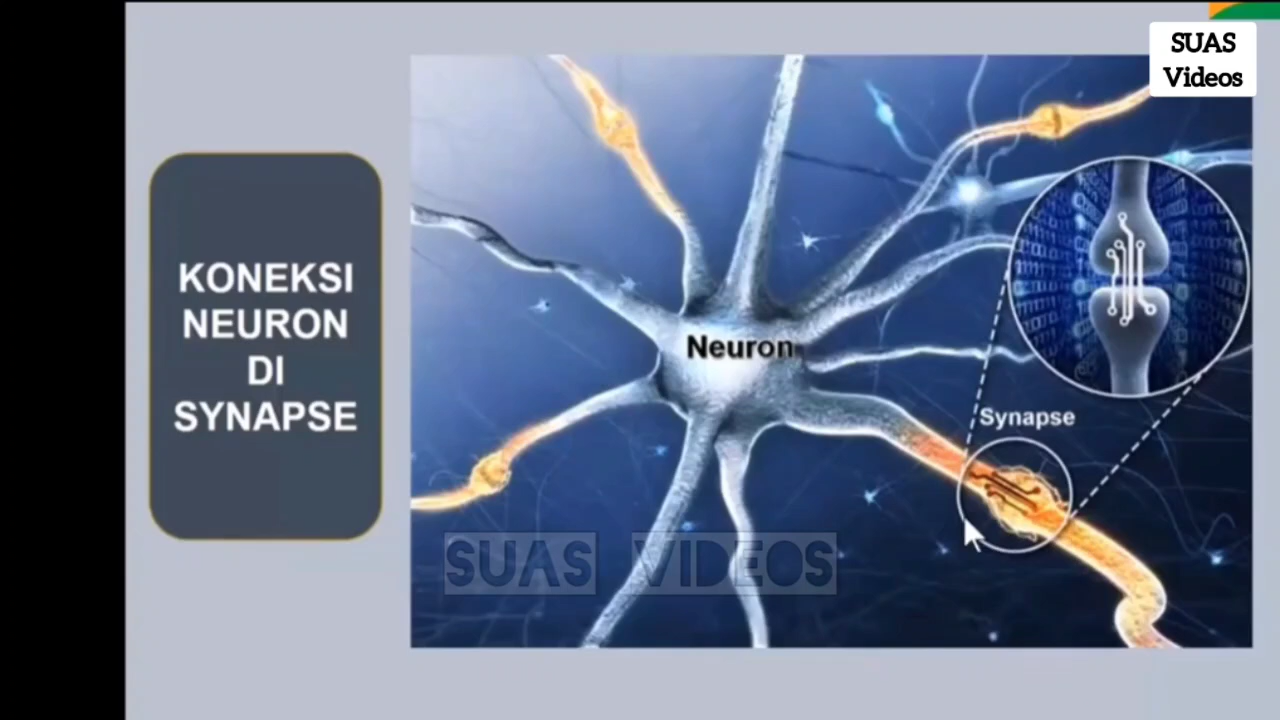 SUAS
Videos
KONEKSI
NEURON
DI
SYNAPSE
Neuron
Synapse
SUAS VIDEOS